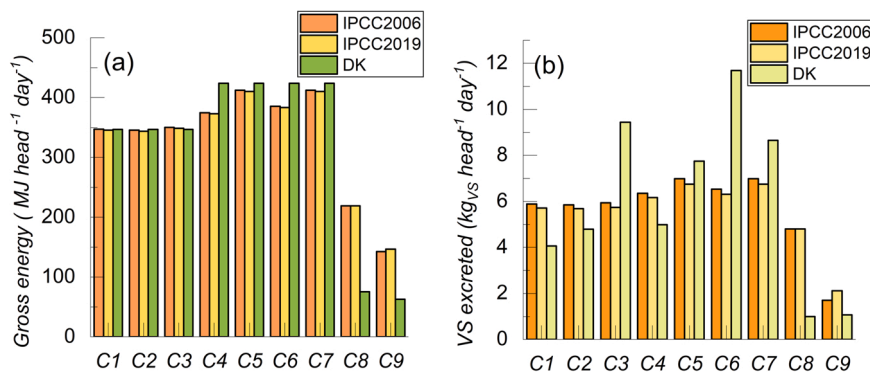 (a)
IPCC2006
IPCC2019
DK
Gross energy ( MJ head⁻¹ day⁻¹)
500
400
300
200
100
0
C1 C2 C3 C4 C5 C6 C7 C8 C9
(b)
IPCC2006
IPCC2019
DK
VS excreted (kgVS head⁻¹ day⁻¹)
12
10
8
6
4
2
0
C1 C2 C3 C4 C5 C6 C7 C8 C9